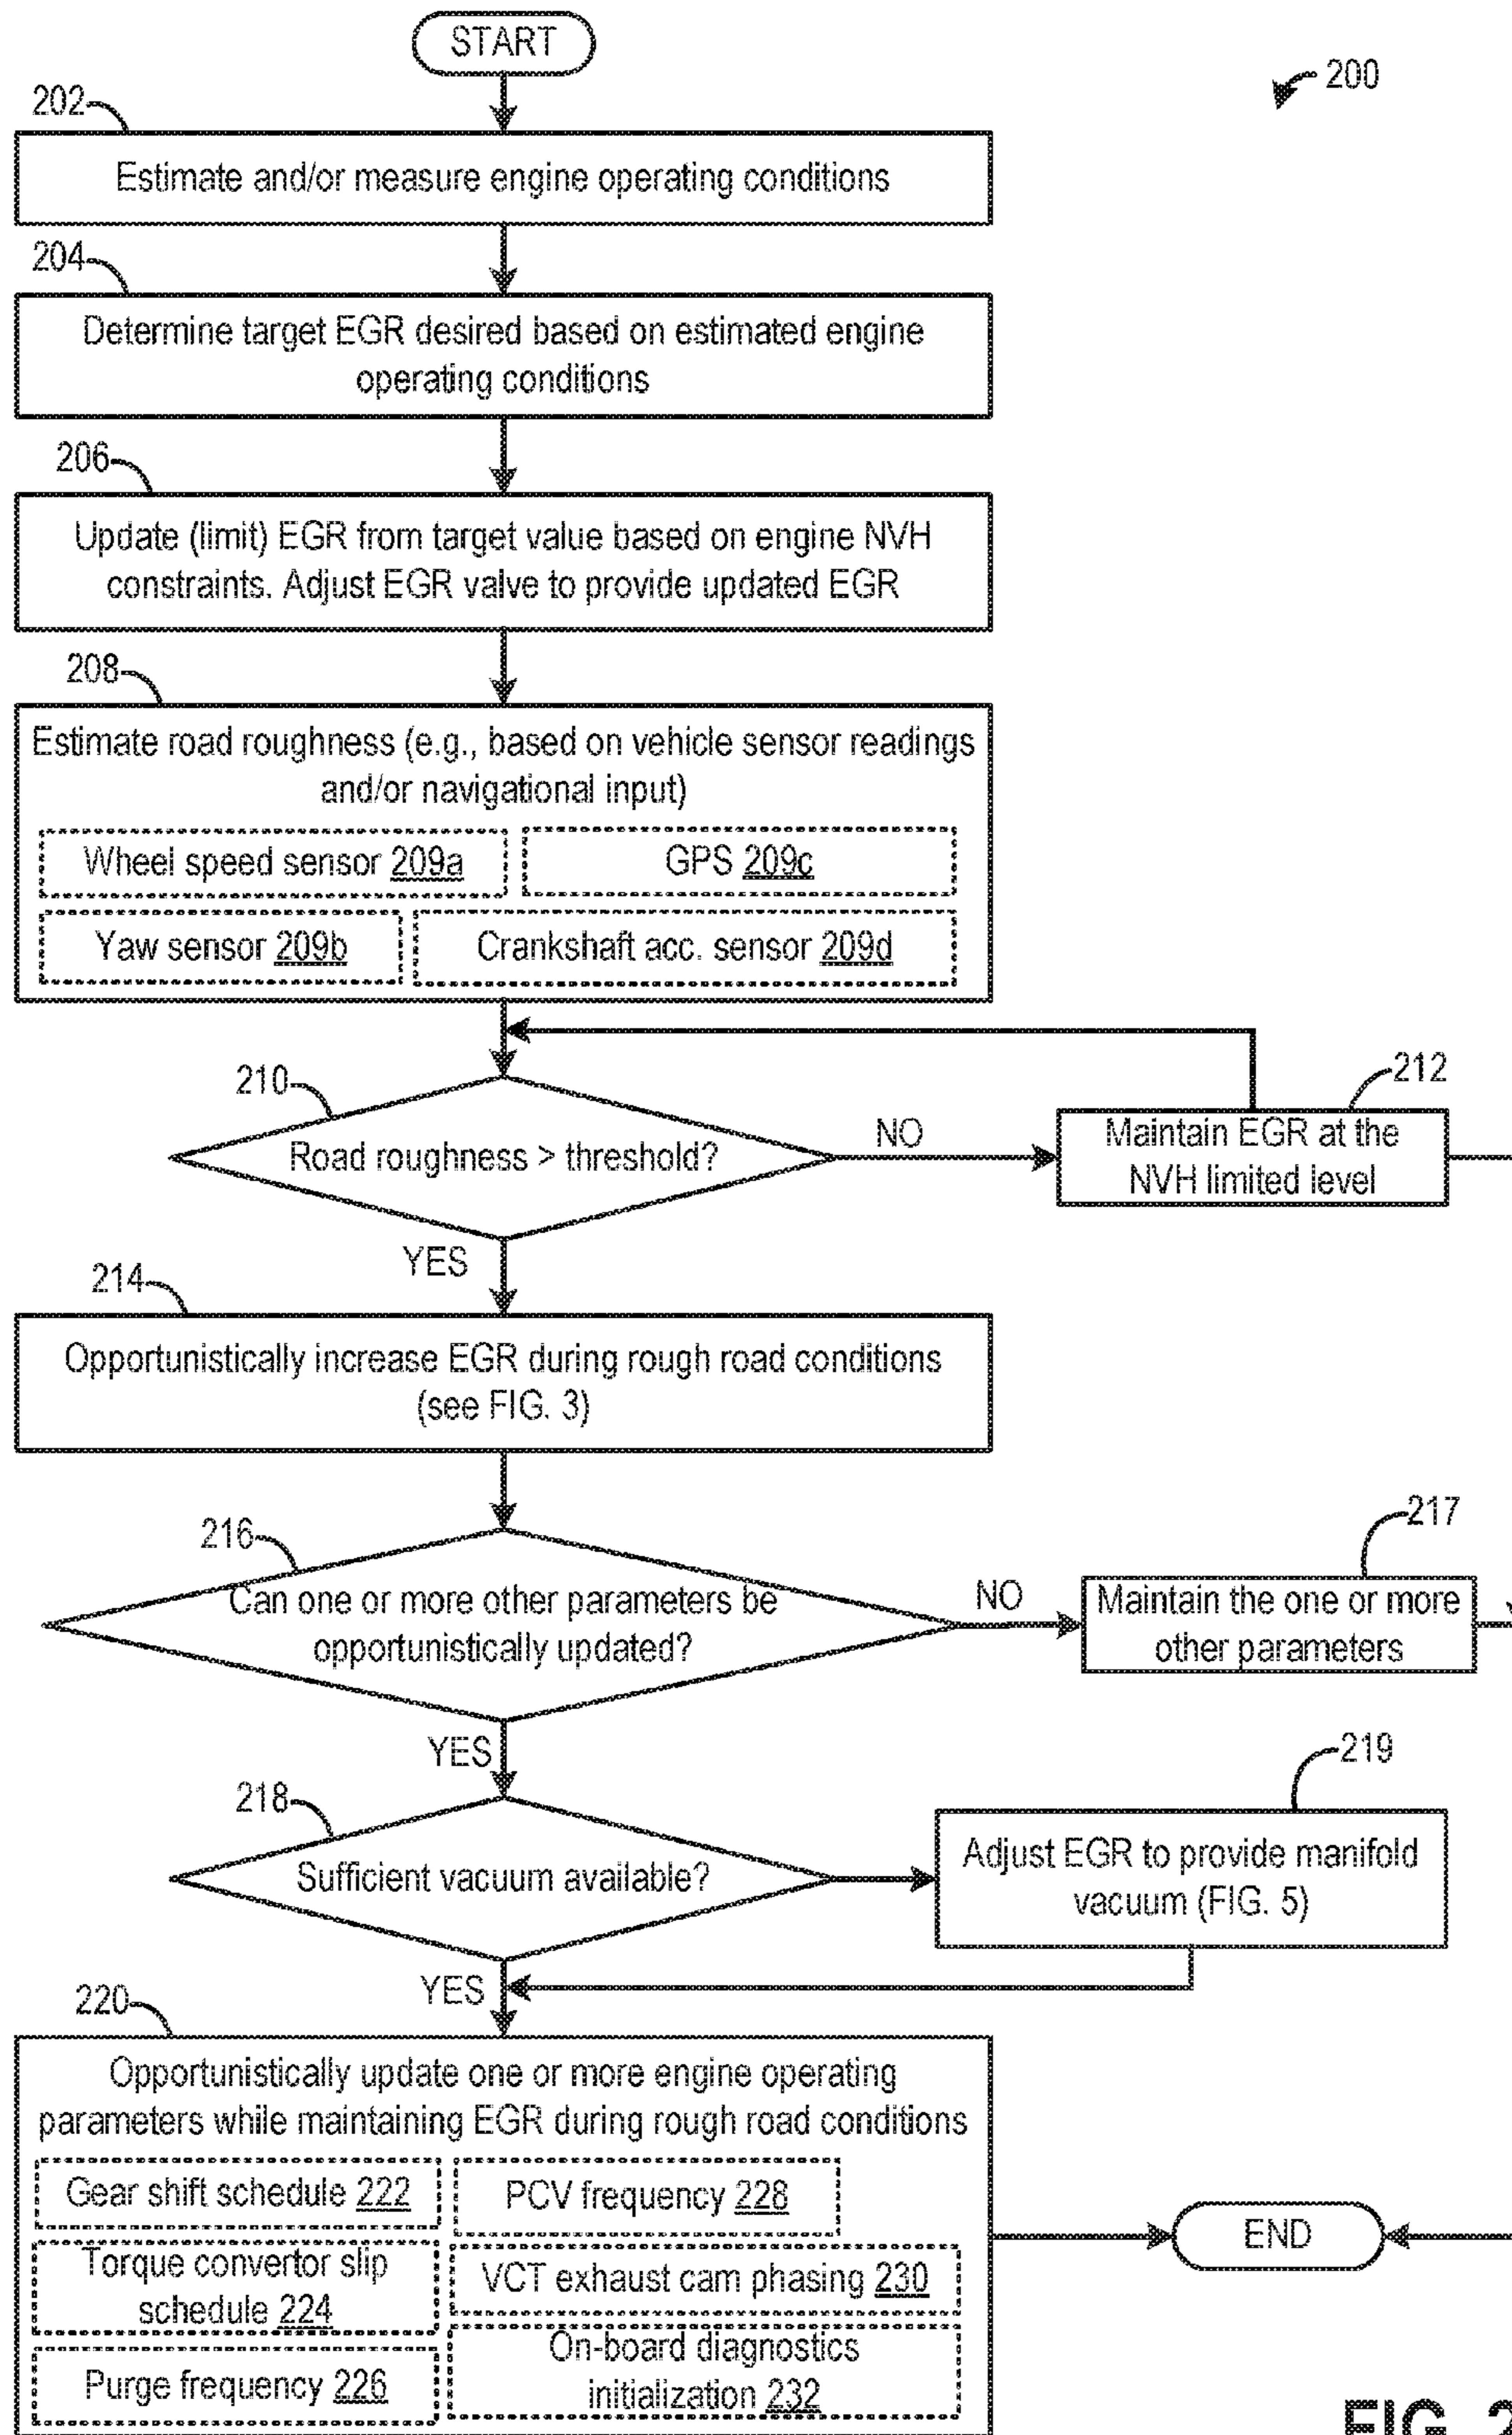 START
200
202
Estimate and/or measure engine operating conditions
204
Determine target EGR desired based on estimated engine
operating conditions
206
Update (limit) EGR from target value based on engine NVH
constraints. Adjust EGR valve to provide updated EGR
208
Estimate road roughness (e.g., based on vehicle sensor readings
and/or navigational input)
Wheel speed sensor 209a
GPS 209c
Yaw sensor 209b
Crankshaft acc. sensor 209d
210
Road roughness > threshold?
NO
212
Maintain EGR at the
NVH limited level
YES
214
Opportunistically increase EGR during rough road conditions
(see FIG. 3)
216
Can one or more other parameters be
opportunistically updated?
NO
217
Maintain the one or more
other parameters
YES
218
Sufficient vacuum available?
219
Adjust EGR to provide manifold
vacuum (FIG. 5)
YES
220
Opportunistically update one or more engine operating
parameters while maintaining EGR during rough road conditions
Gear shift schedule 222
PCV frequency 228
Torque convertor slip
schedule 224
VCT exhaust cam phasing 230
Purge frequency 226
On-board diagnostics
initialization 232
END
FIG. 2